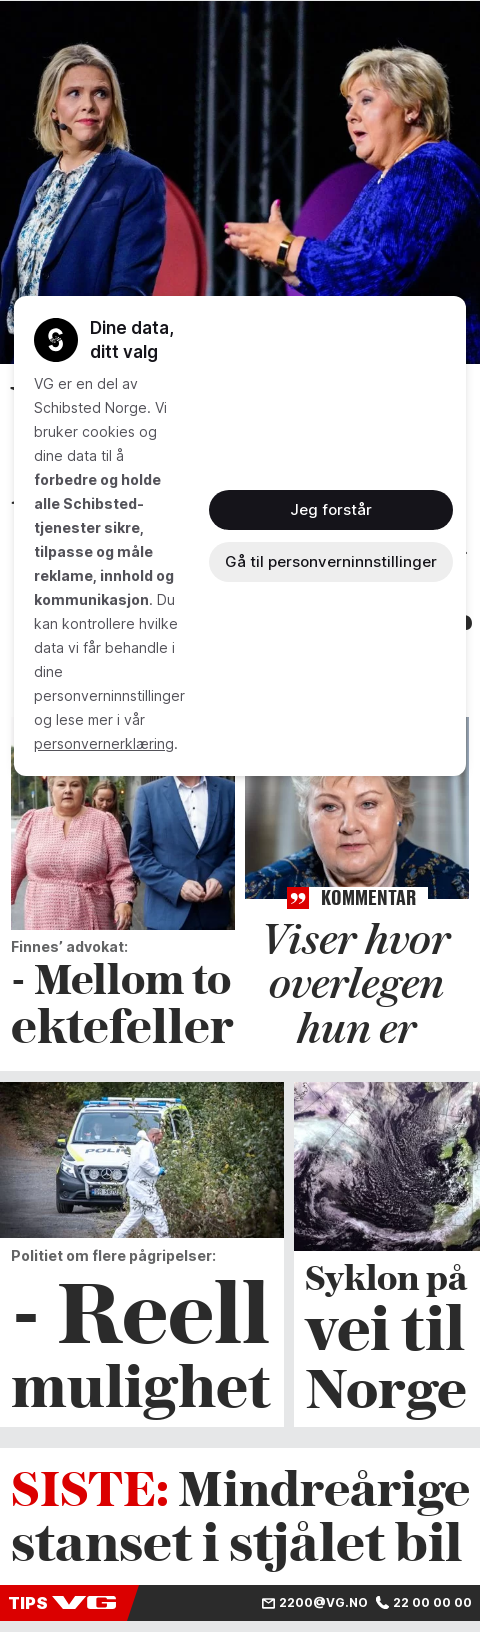 Dine data,
ditt valg
VG er en del av
Schibsted Norge. Vi
bruker cookies og
dine data til å
forbedre og holde
alle Schibsted-
tjenester sikre,
tilpasse og måle
reklame, innhold og
kommunikasjon. Du
kan kontrollere hvilke
data vi får behandle i
dine
personverninnstillinger
og lese mer i vår
personvernerklæring.
Jeg forstår
Gå til personverninnstillinger
Finnes’ advokat:
- Mellom to
ektefeller
KOMMENTAR
Viser hvor
overlegen
hun er
Politiet om flere pågripelser:
- Reell
mulighet
Syklon på
vei til
Norge
SISTE: Mindreårige
stanset i stjålet bil
TIPS VG
2200@VG.NO 22 00 00 00